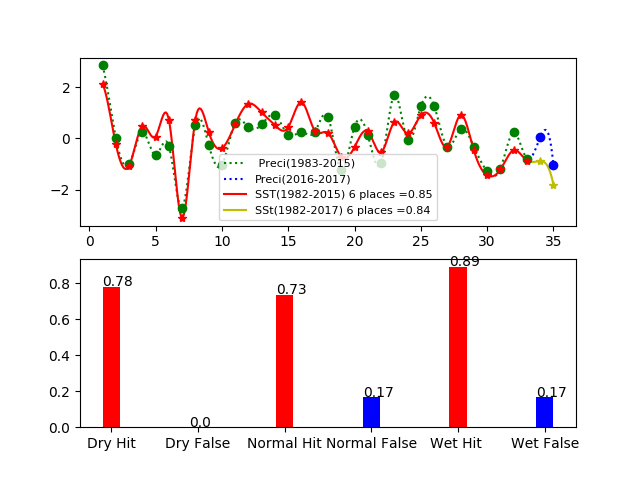 2
0
−2
Preci(1983-2015)
Preci(2016-2017)
SST(1982-2015) 6 places =0.85
SSt(1982-2017) 6 places =0.84
0 5 10 15 20 25 30 35
0.8
0.6
0.4
0.2
0.0
0.78
0.0
0.73
0.17
0.89
0.17
Dry Hit Dry False Normal Hit Normal False Wet Hit Wet False